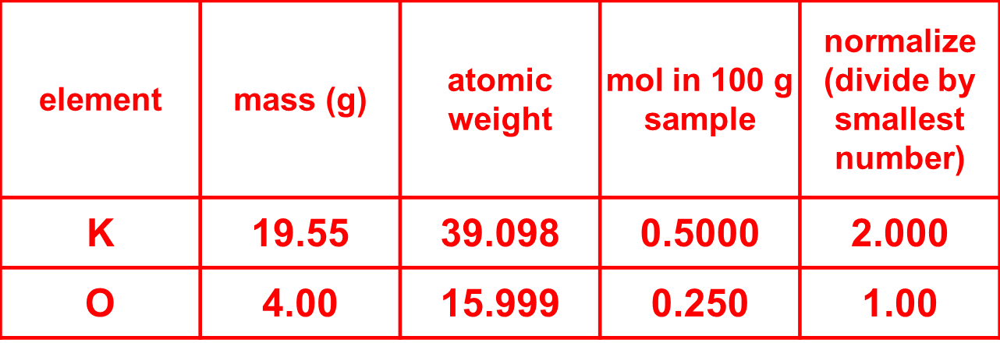 element mass (g) atomic weight mol in 100 g sample normalize (divide by smallest number)
K 19.55 39.098 0.5000 2.000
O 4.00 15.999 0.250 1.00